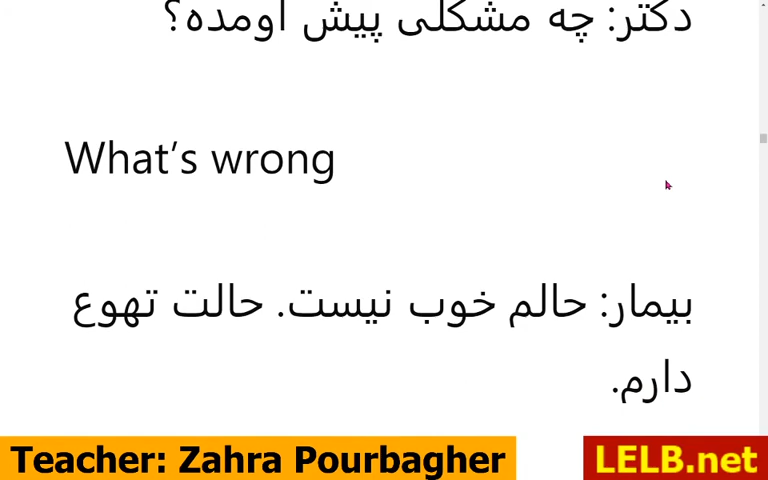 دکتر: چه مشکلی پیش اومده؟
What's wrong
بیمار: حالم خوب نیست. حالت تهوع
دارم.
Teacher: Zahra Pourbagher
LELB.net